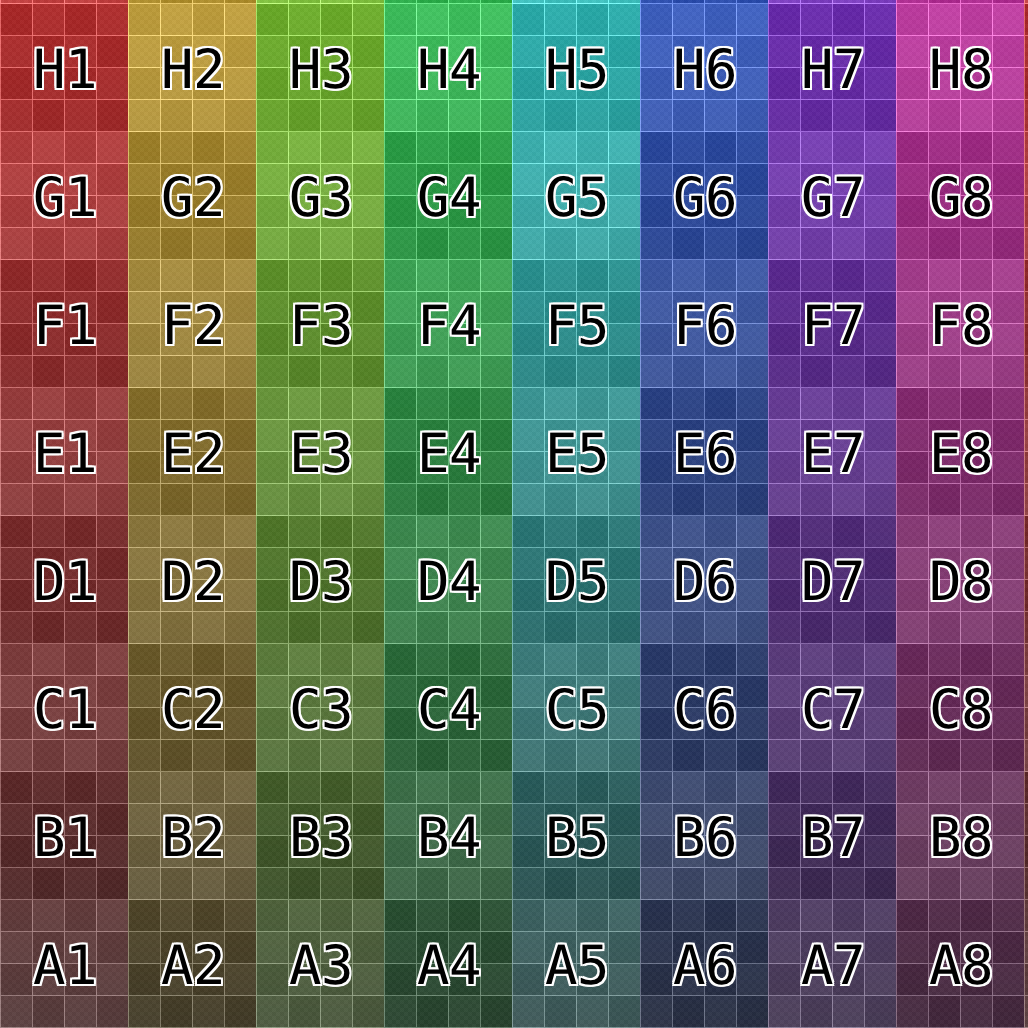 H1 H2 H3 H4 H5 H6 H7 H8
G1 G2 G3 G4 G5 G6 G7 G8
F1 F2 F3 F4 F5 F6 F7 F8
E1 E2 E3 E4 E5 E6 E7 E8
D1 D2 D3 D4 D5 D6 D7 D8
C1 C2 C3 C4 C5 C6 C7 C8
B1 B2 B3 B4 B5 B6 B7 B8
A1 A2 A3 A4 A5 A6 A7 A8